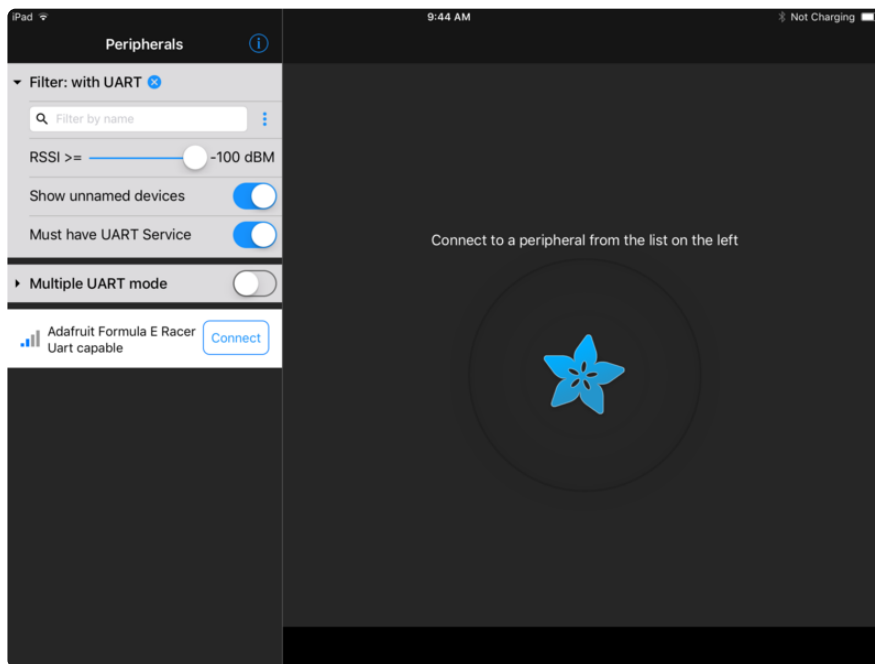 iPad
9:44 AM
Not Charging
Peripherals
Filter: with UART
Filter by name
RSSI >=
-100 dBM
Show unnamed devices
Must have UART Service
Multiple UART mode
Adafruit Formula E Racer
Uart capable
Connect
Connect to a peripheral from the list on the left